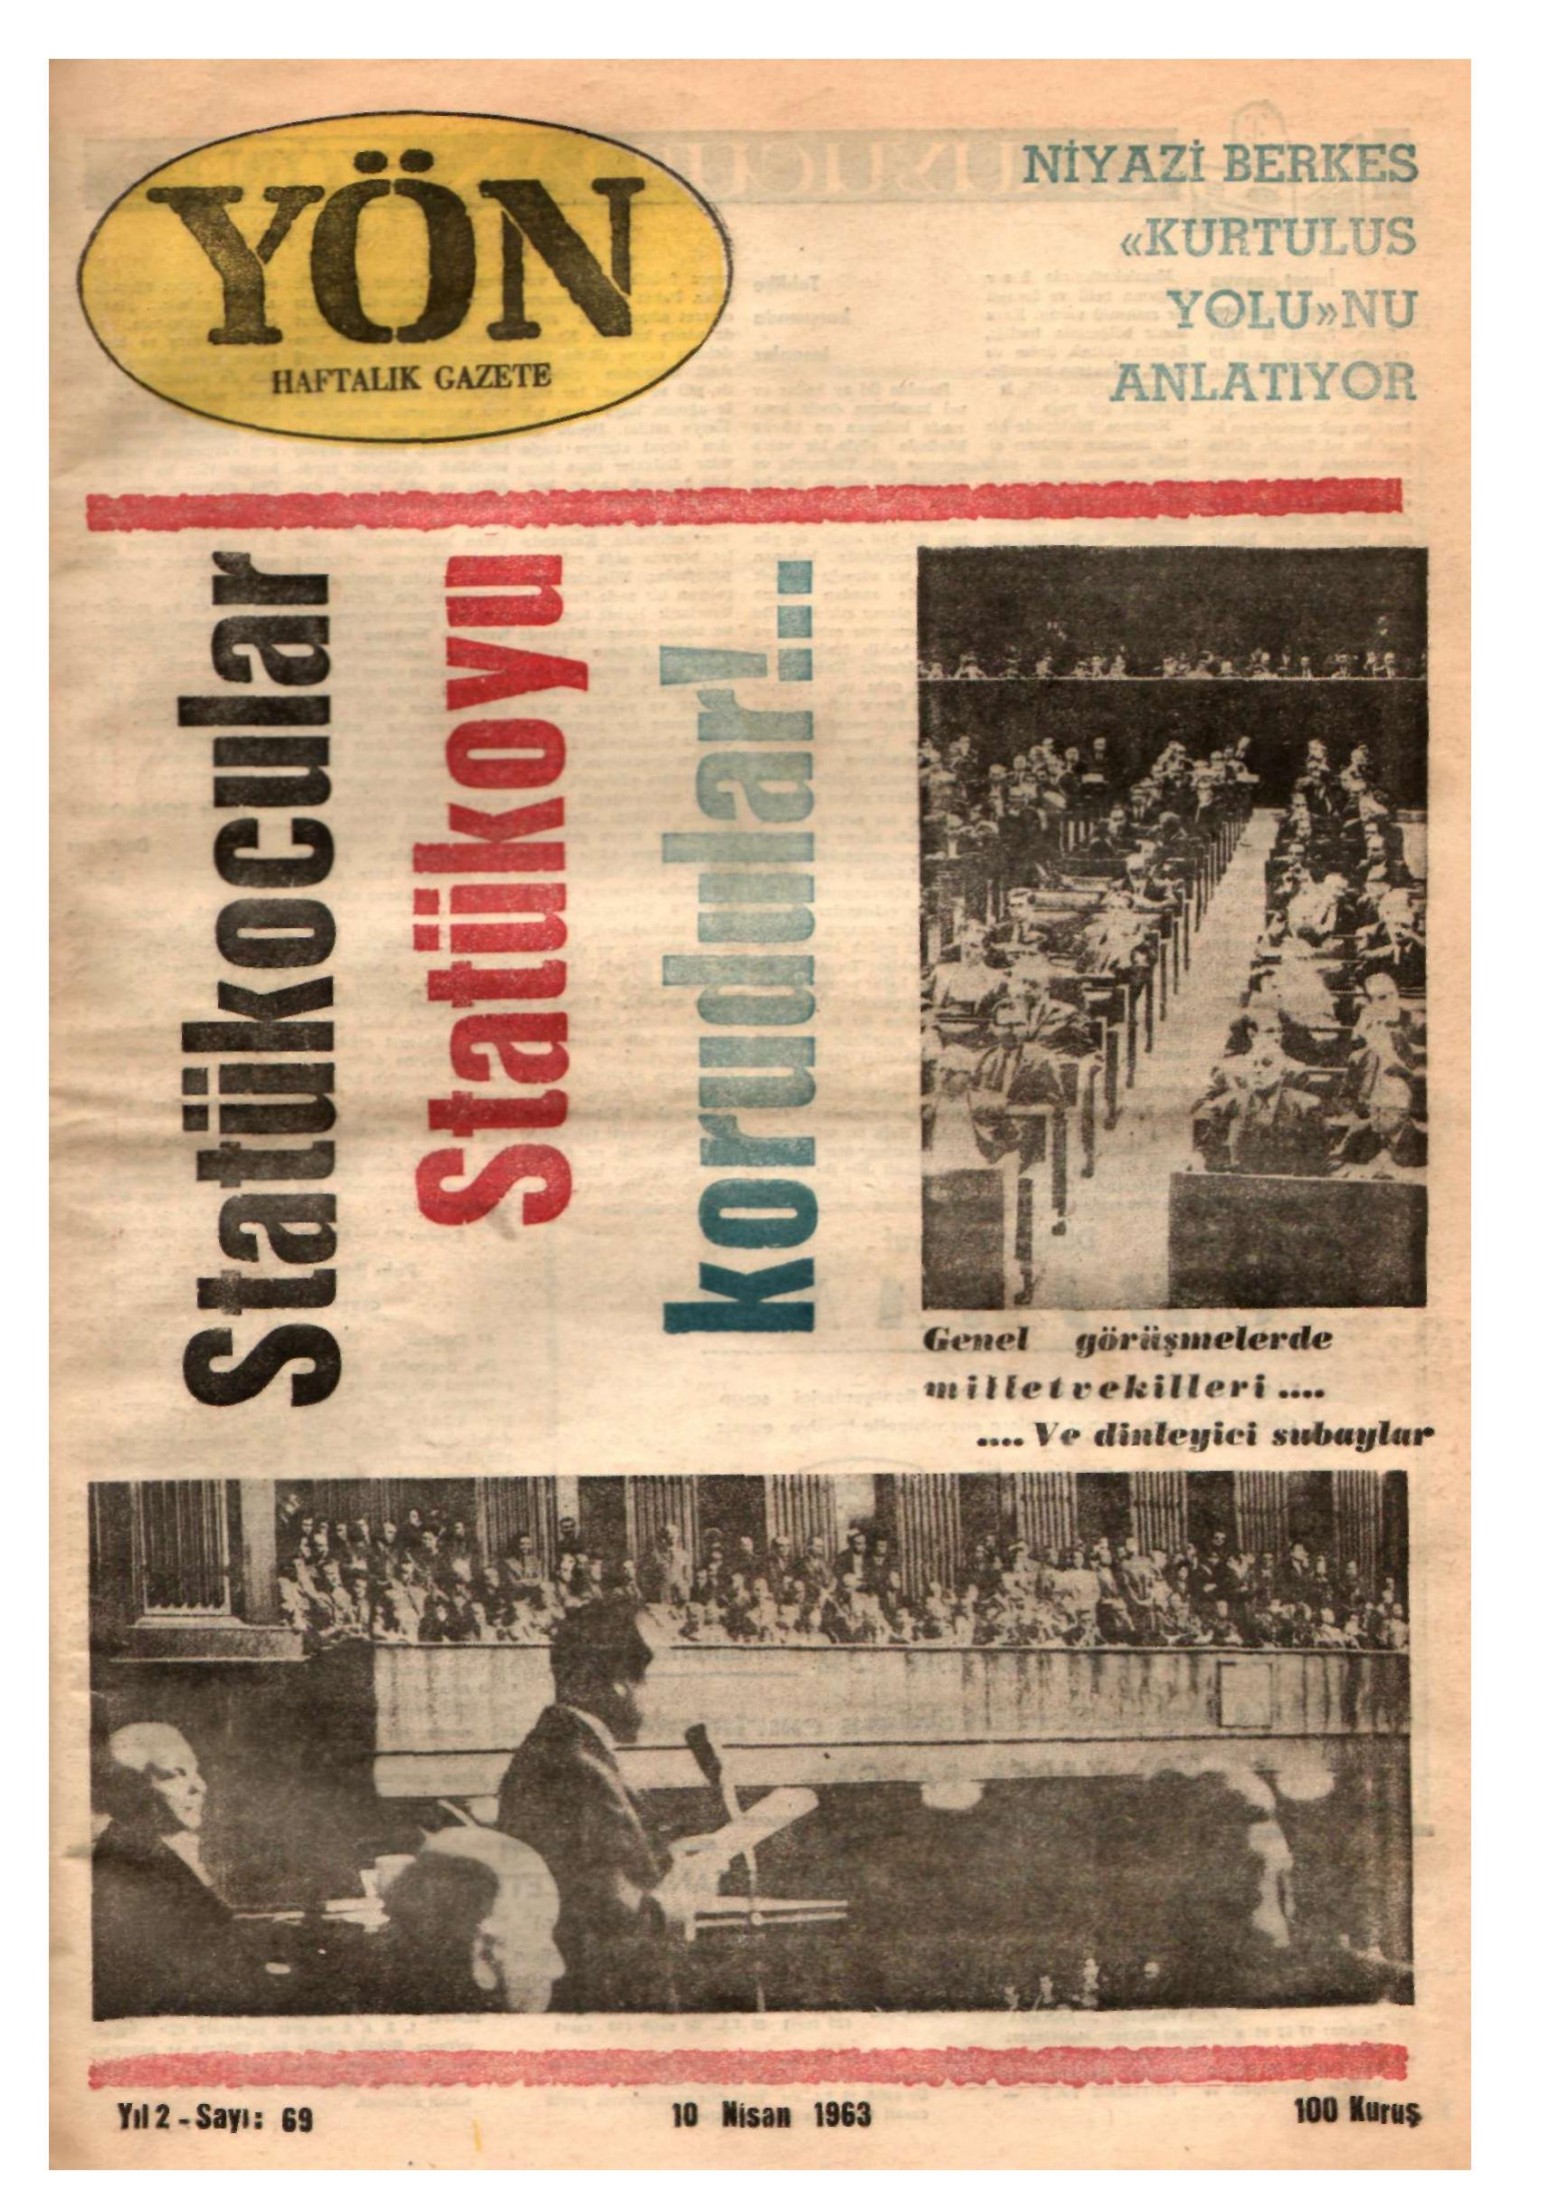 YÖN
HAFTALIK GAZETE
NİYAZİ BERKES
«KURTULUS
YOLU»NU
ANLATIYOR
Statükocular
Statükoyu
korudular!...
Genel görüşmelerde
milletvekilleri ....
.... Ve dinleyici subaylar
Yıl 2 - Sayı: 69
10 Nisan 1963
100 Kuruş